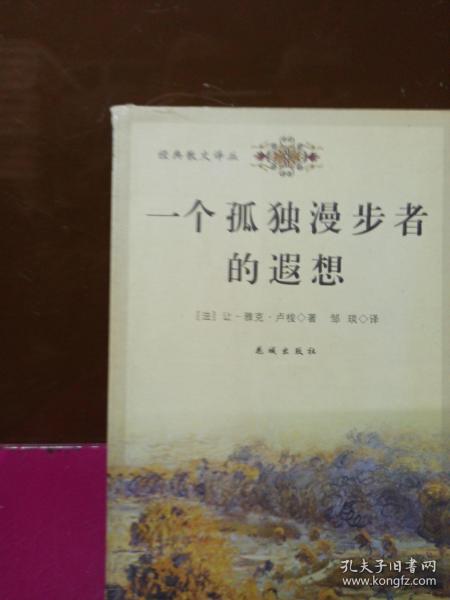 经典散文译丛
一个孤独漫步者
的遐想
〔法〕让-雅克·卢梭◇著 邹琰◇译
花城出版社
孔夫子旧书网
www.kongfz.com